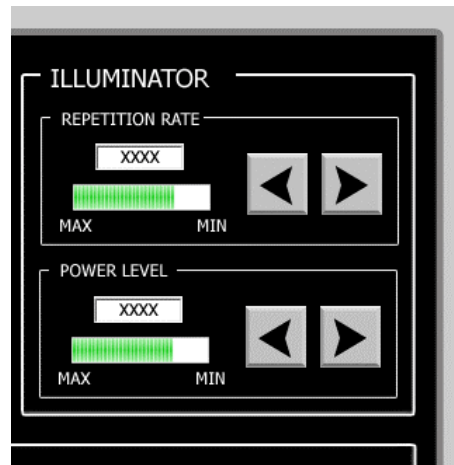 ILLUMINATOR
REPETITION RATE
XXXX
MAX MIN
POWER LEVEL
XXXX
MAX MIN